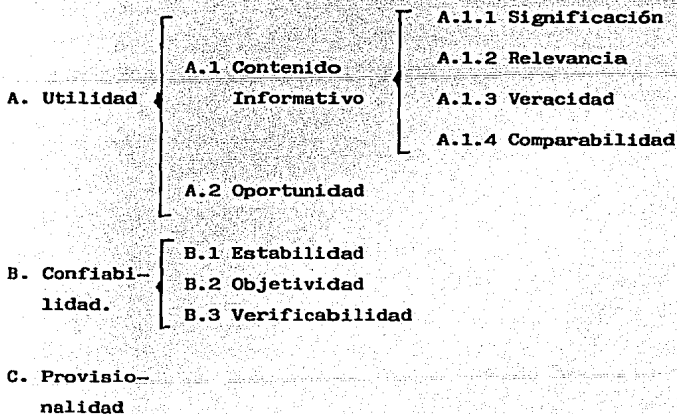 A. Utilidad
A.1 Contenido
Informativo
A.1.1 Significación
A.1.2 Relevancia
A.1.3 Veracidad
A.1.4 Comparabilidad
A.2 Oportunidad
B. Confiabi-
lidad.
B.1 Estabilidad
B.2 Objetividad
B.3 Verificabilidad
C. Provisio-
nalidad